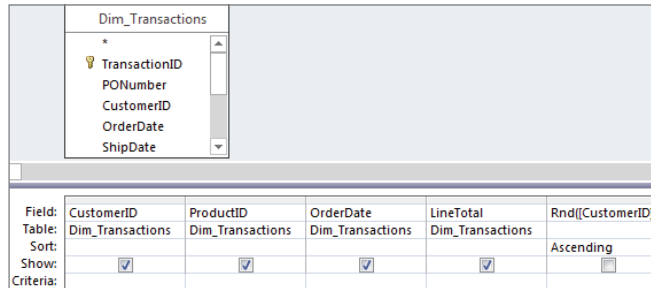 Dim_Transactions
*
TransactionID
PONumber
CustomerID
OrderDate
ShipDate
Field: CustomerID ProductID OrderDate LineTotal Rnd([CustomerID]
Table: Dim_Transactions Dim_Transactions Dim_Transactions Dim_Transactions
Sort: Ascending
Show:
Criteria: